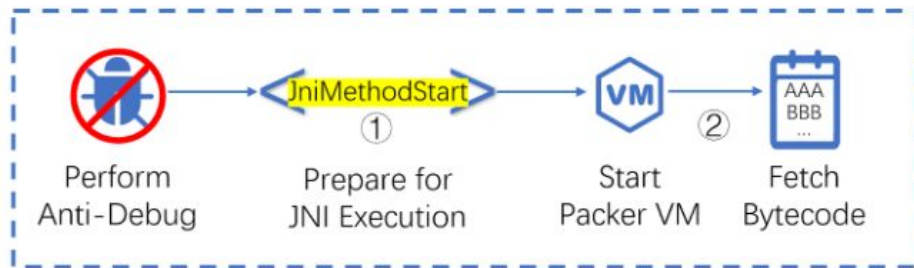 JniMethodStart
①
VM
②
AAA
BBB
...
Perform
Anti-Debug
Prepare for
JNI Execution
Start
Packer VM
Fetch
Bytecode